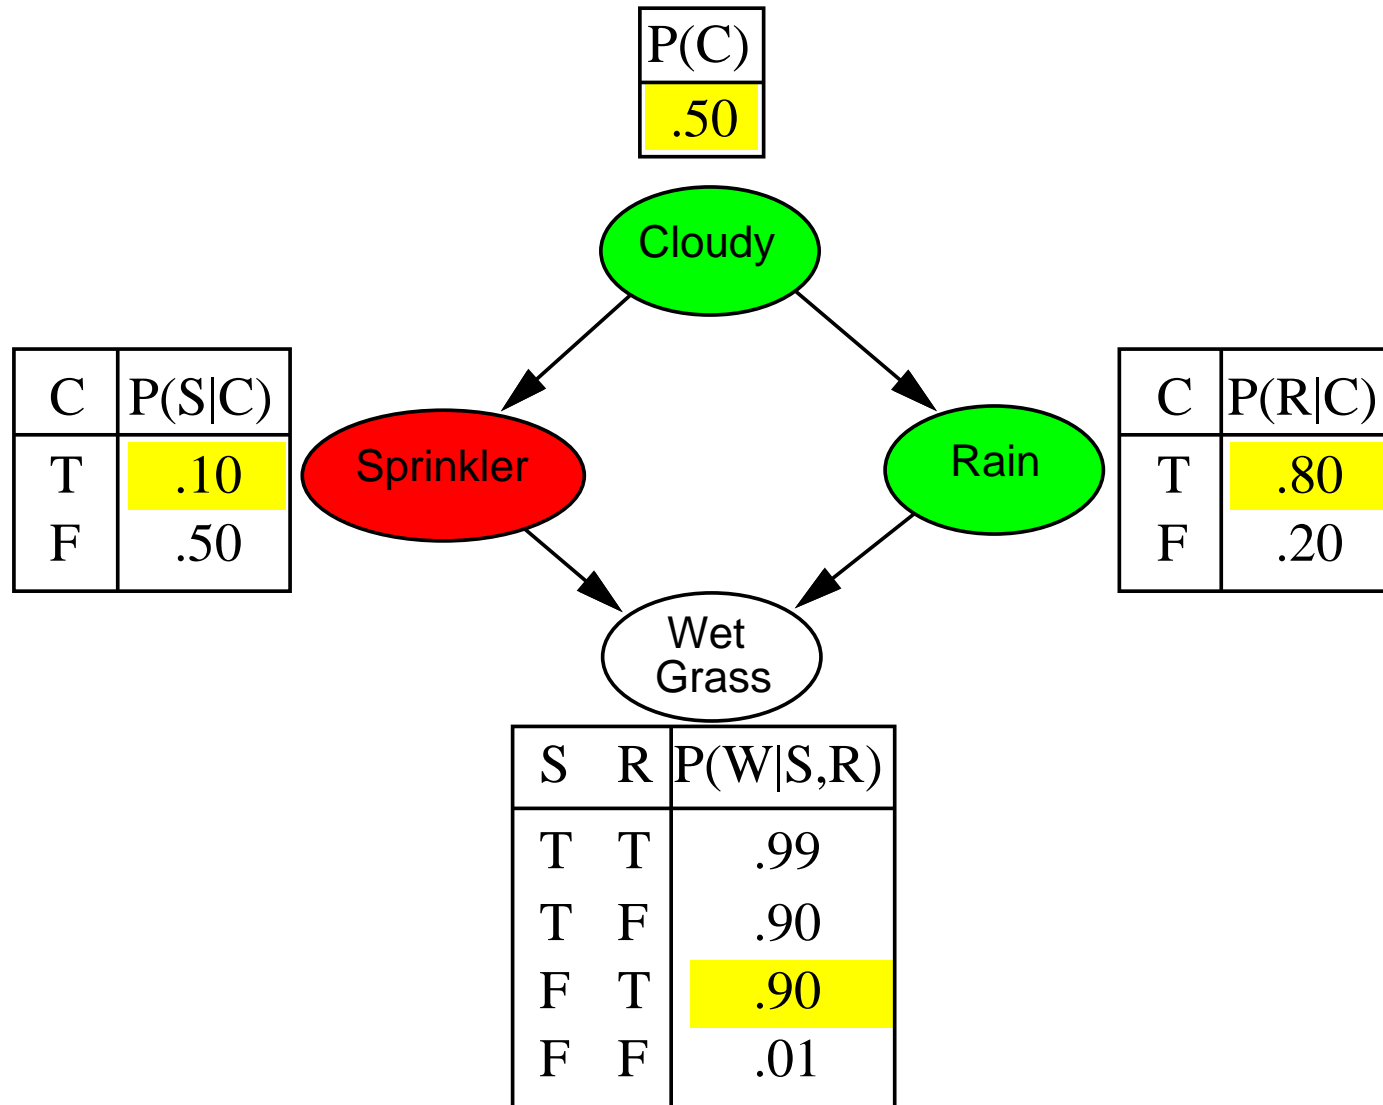 P(C)
.50
Cloudy
C P(S|C)
T .10
F .50
Sprinkler
Rain
C P(R|C)
T .80
F .20
Wet
Grass
S R P(W|S,R)
T T .99
T F .90
F T .90
F F .01